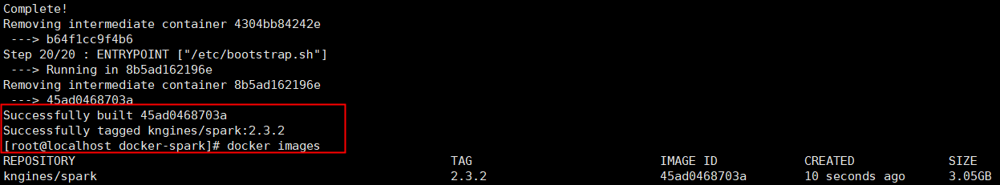 Complete!
Removing intermediate container 4304bb84242e
 ---> b64f1cc9f4b6
Step 20/20 : ENTRYPOINT ["/etc/bootstrap.sh"]
 ---> Running in 8b5ad162196e
Removing intermediate container 8b5ad162196e
 ---> 45ad0468703a
Successfully built 45ad0468703a
Successfully tagged kngines/spark:2.3.2
[root@localhost docker-spark]# docker images
REPOSITORY TAG IMAGE ID CREATED SIZE
kngines/spark 2.3.2 45ad0468703a 10 seconds ago 3.05GB